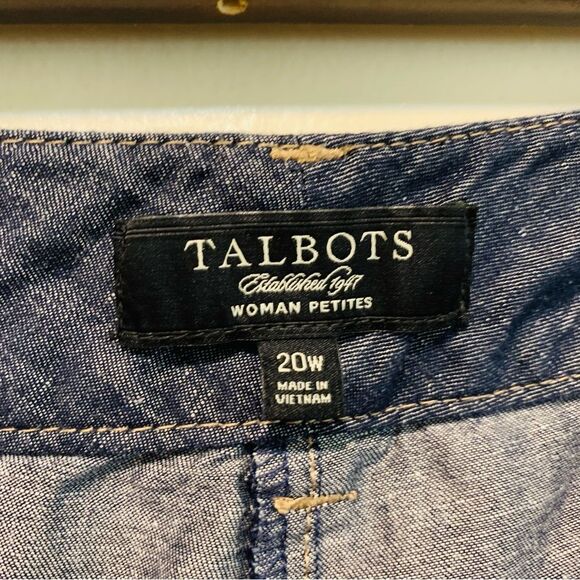 TALBOTS
Established 1947
WOMAN PETITES
20W
MADE IN
VIETNAM